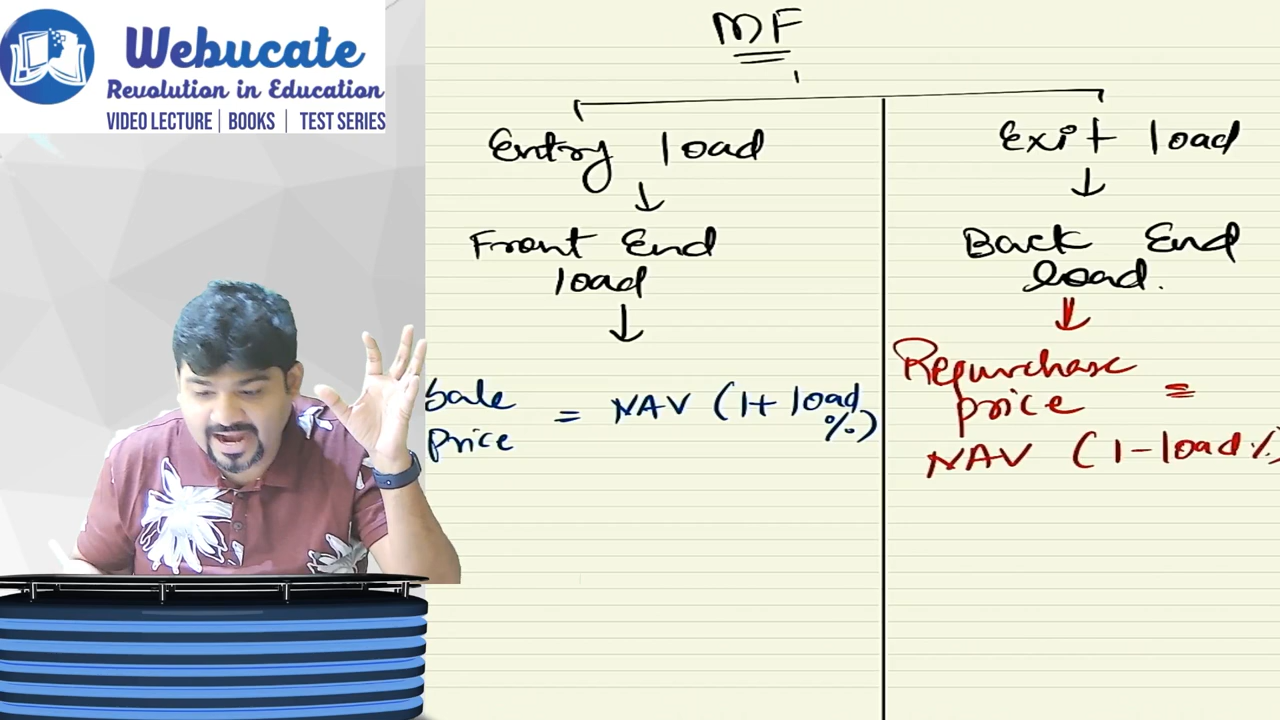 Webucate
Revolution in Education
VIDEO LECTURE | BOOKS | TEST SERIES
MF
Entry load
↓
Front End
load
↓
Sale
Price
= NAV (1+ load
%)
Exit load
↓
Back End
load.
↓
Repurchase
price =
NAV (1-load%)